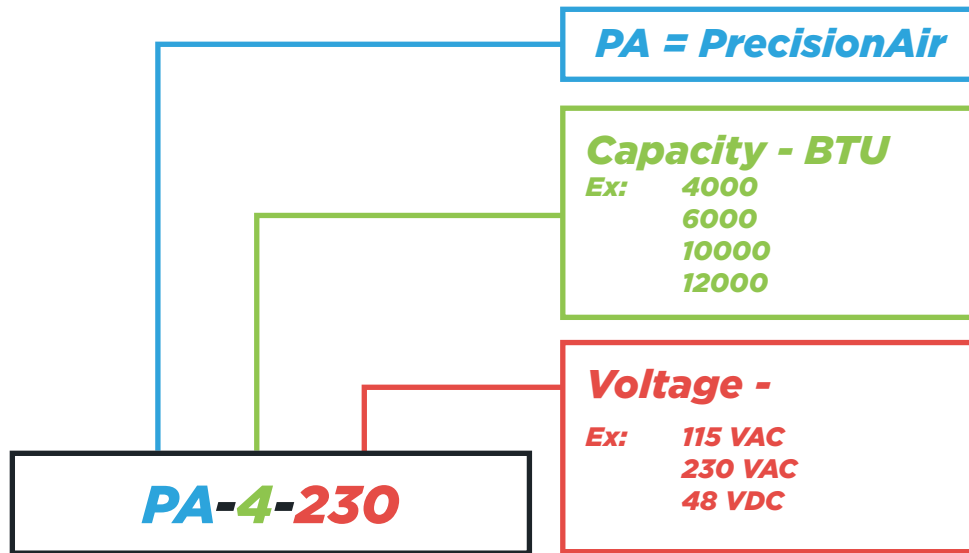 PA = PrecisionAir
Capacity - BTU
Ex: 4000
6000
10000
12000
Voltage -
Ex: 115 VAC
230 VAC
48 VDC
PA-4-230